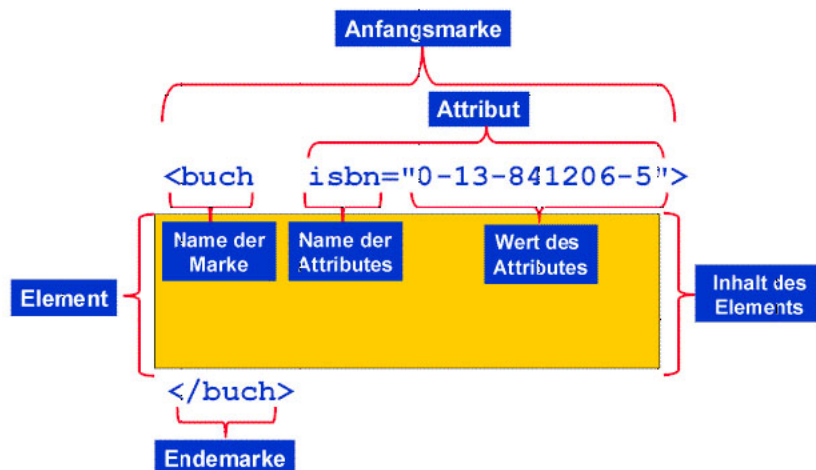 Anfangsmarke
Attribut
<buch isbn="0-13-841206-5">
Name der
Marke
Name der
Attributes
Wert des
Attributes
Element
Inhalt des
Elements
</buch>
Endemarke